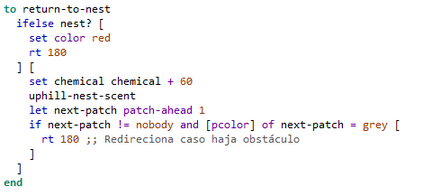 to return-to-nest
  ifelse nest? [
    set color red
    rt 180
  ] [
    set chemical chemical + 60
    uphill-nest-scent
    let next-patch patch-ahead 1
    if next-patch != nobody and [pcolor] of next-patch = grey [
      rt 180 ;; Redireciona caso haja obstáculo
    ]
  ]
end